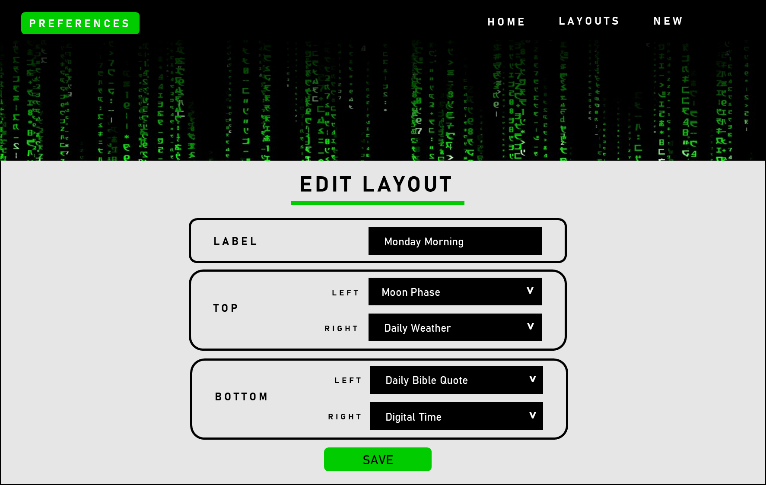 PREFERENCES
HOME LAYOUTS NEW
EDIT LAYOUT
LABEL Monday Morning
TOP
LEFT Moon Phase v
RIGHT Daily Weather v
BOTTOM
LEFT Daily Bible Quote v
RIGHT Digital Time v
SAVE